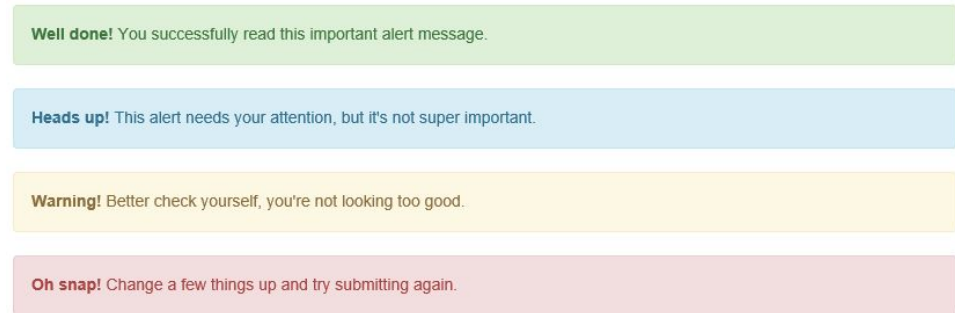 Well done! You successfully read this important alert message.
Heads up! This alert needs your attention, but it's not super important.
Warning! Better check yourself, you're not looking too good.
Oh snap! Change a few things up and try submitting again.